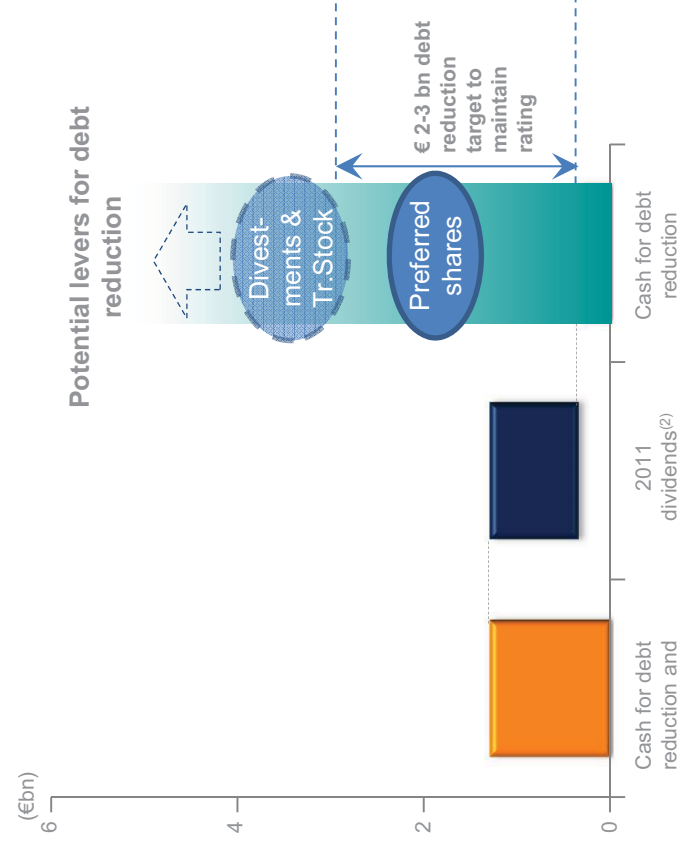 Potential levers for debt
reduction
(€bn)
6
4
2
0
Divest-
ments &
Tr.Stock
Preferred
shares
€ 2-3 bn debt
reduction
target to
maintain
rating
Cash for debt
reduction and
2011
dividends(2)
Cash for debt
reduction